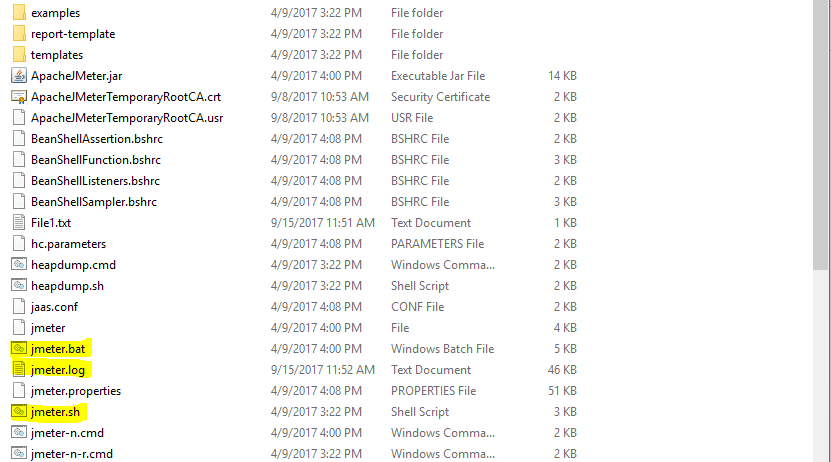 examples 4/9/2017 3:22 PM File folder
report-template 4/9/2017 3:22 PM File folder
templates 4/9/2017 3:22 PM File folder
ApacheJMeter.jar 4/9/2017 4:00 PM Executable Jar File 14 KB
ApacheJMeterTemporaryRootCA.crt 9/8/2017 10:53 AM Security Certificate 2 KB
ApacheJMeterTemporaryRootCA.usr 9/8/2017 10:53 AM USR File 2 KB
BeanShellAssertion.bshrc 4/9/2017 4:08 PM BSHRC File 2 KB
BeanShellFunction.bshrc 4/9/2017 4:08 PM BSHRC File 3 KB
BeanShellListeners.bshrc 4/9/2017 4:08 PM BSHRC File 2 KB
BeanShellSampler.bshrc 4/9/2017 4:08 PM BSHRC File 3 KB
File1.txt 9/15/2017 11:51 AM Text Document 1 KB
hc.parameters 4/9/2017 4:08 PM PARAMETERS File 2 KB
heapdump.cmd 4/9/2017 4:08 PM Windows Comma... 2 KB
heapdump.sh 4/9/2017 4:08 PM Shell Script 2 KB
jaas.conf 4/9/2017 4:08 PM CONF File 2 KB
jmeter 4/9/2017 4:00 PM File 4 KB
jmeter.bat 4/9/2017 4:00 PM Windows Batch File 5 KB
jmeter.log 9/15/2017 11:52 AM Text Document 46 KB
jmeter.properties 4/9/2017 4:08 PM PROPERTIES File 51 KB
jmeter.sh 4/9/2017 3:22 PM Shell Script 3 KB
jmeter-n.cmd 4/9/2017 4:00 PM Windows Comma... 2 KB
jmeter-n-r.cmd 4/9/2017 3:22 PM Windows Comma... 2 KB